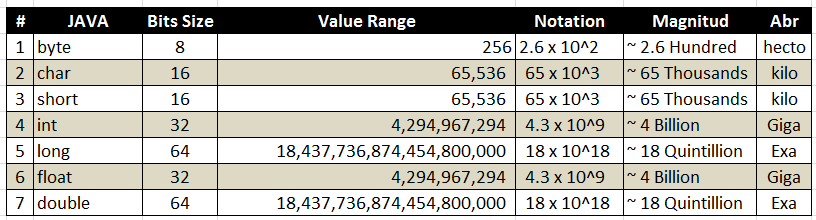 # JAVA Bits Size Value Range Notation Magnitud Abr
1 byte 8 256 2.6 x 10^2 ~ 2.6 Hundred hecto
2 char 16 65,536 65 x 10^3 ~ 65 Thousands kilo
3 short 16 65,536 65 x 10^3 ~ 65 Thousands kilo
4 int 32 4,294,967,294 4.3 x 10^9 ~ 4 Billion Giga
5 long 64 18,437,736,874,454,800,000 18 x 10^18 ~ 18 Quintillion Exa
6 float 32 4,294,967,294 4.3 x 10^9 ~ 4 Billion Giga
7 double 64 18,437,736,874,454,800,000 18 x 10^18 ~ 18 Quintillion Exa